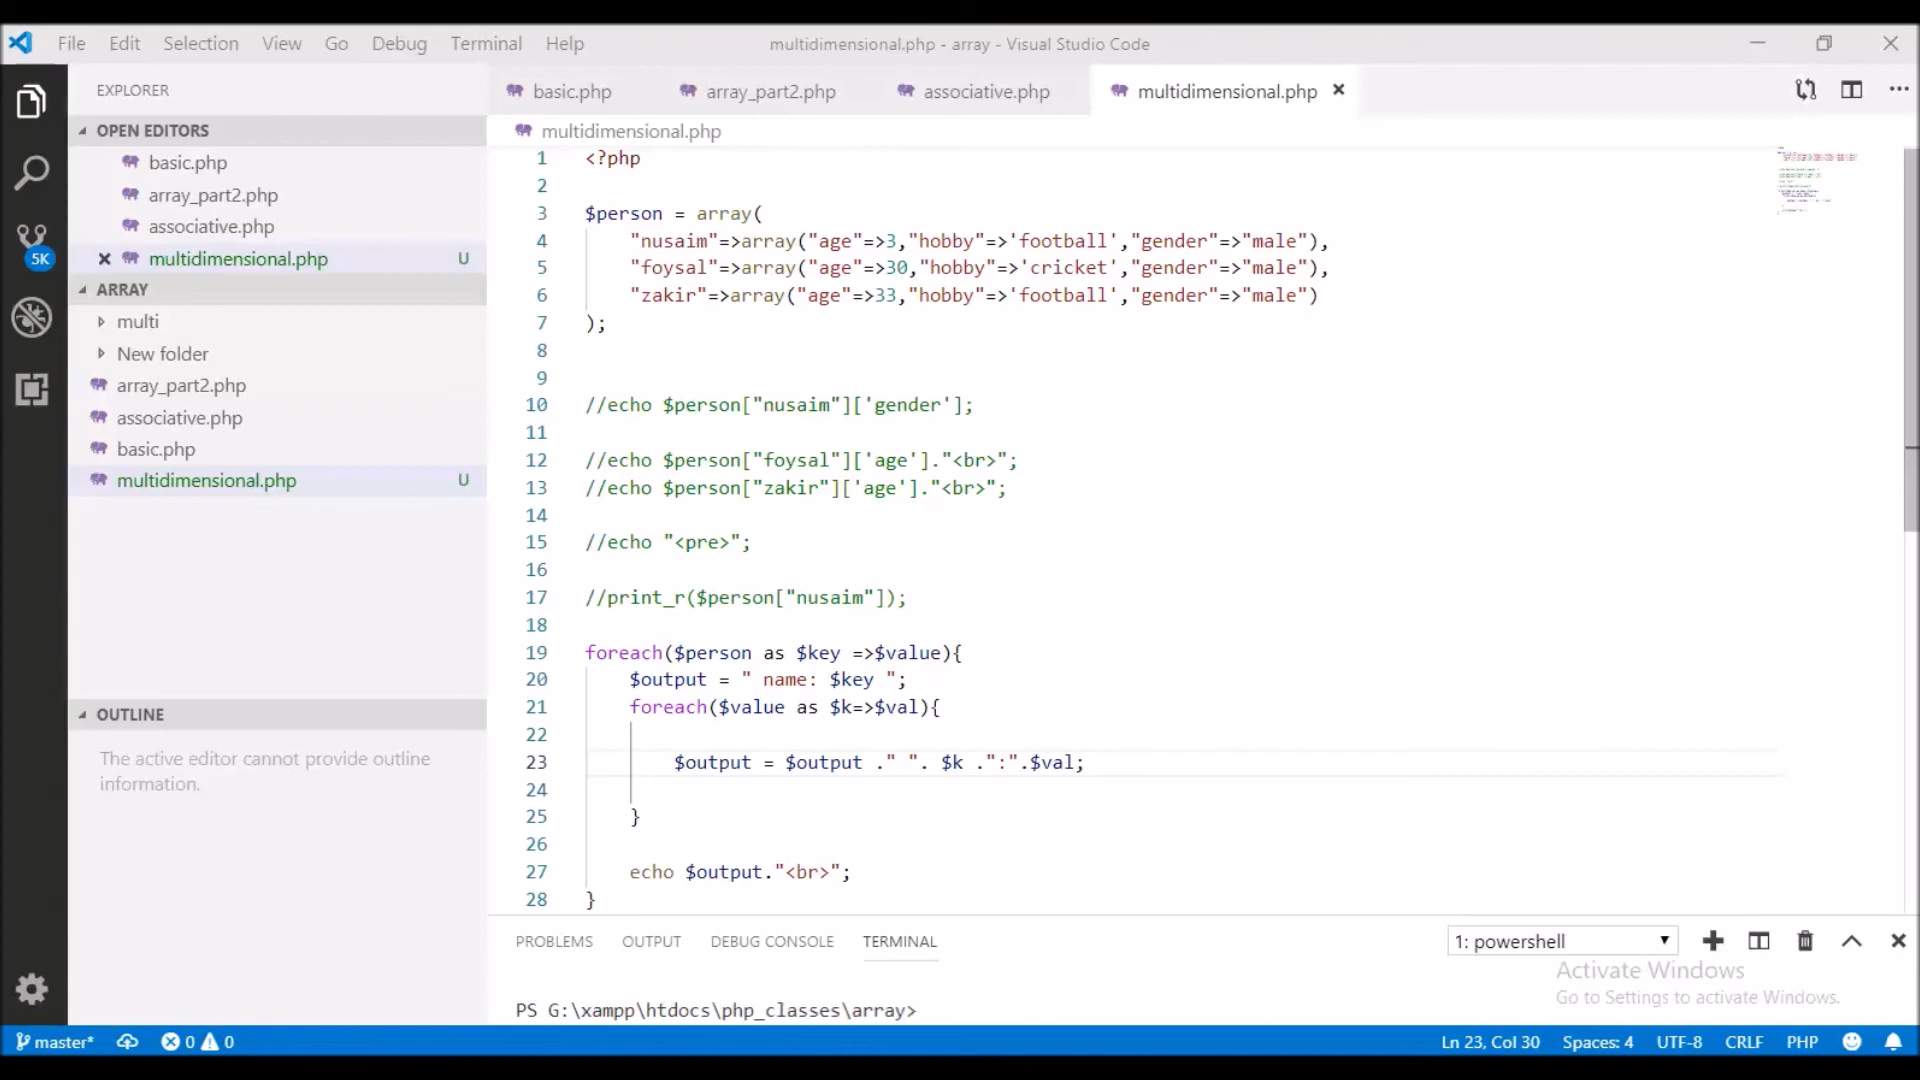 File Edit Selection View Go Debug Terminal Help
multidimensional.php - array - Visual Studio Code
EXPLORER
OPEN EDITORS
basic.php
array_part2.php
associative.php
multidimensional.php U
ARRAY
multi
New folder
array_part2.php
associative.php
basic.php
multidimensional.php U
OUTLINE
The active editor cannot provide outline
information.
5K
basic.php array_part2.php associative.php multidimensional.php
multidimensional.php
1 <?php
2
3 $person = array(
4 "nusaim"=>array("age"=>3,"hobby"=>'football',"gender"=>"male"),
5 "foysal"=>array("age"=>30,"hobby"=>'cricket',"gender"=>"male"),
6 "zakir"=>array("age"=>33,"hobby"=>'football',"gender"=>"male")
7 );
8
9
10 //echo $person["nusaim"]['gender'];
11
12 //echo $person["foysal"]['age']."<br>";
13 //echo $person["zakir"]['age']."<br>";
14
15 //echo "<pre>";
16
17 //print_r($person["nusaim"]);
18
19 foreach($person as $key =>$value){
20 $output = " name: $key ";
21 foreach($value as $k=>$val){
22
23 $output = $output ." ". $k .":".$val;
24
25 }
26
27 echo $output."<br>";
28 }
PROBLEMS OUTPUT DEBUG CONSOLE TERMINAL
1: powershell
Activate Windows
Go to Settings to activate Windows.
PS G:\xampp\htdocs\php_classes\array>
master* 0 0 Ln 23, Col 30 Spaces: 4 UTF-8 CRLF PHP